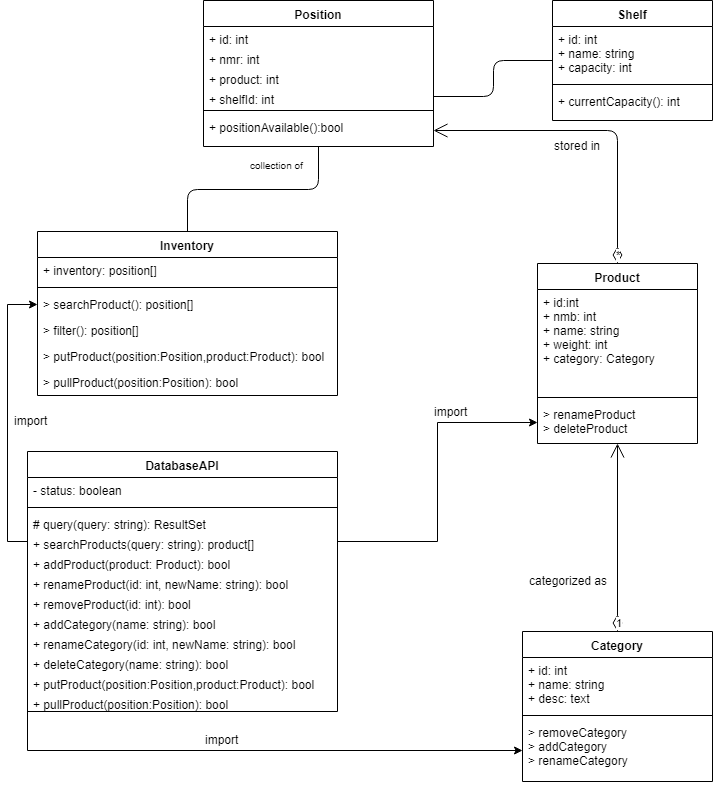 Position
+ id: int
+ nmr: int
+ product: int
+ shelfId: int
+ positionAvailable():bool
Shelf
+ id: int
+ name: string
+ capacity: int
+ currentCapacity(): int
stored in
collection of
Inventory
+ inventory: position[]
> searchProduct(): position[]
> filter(): position[]
> putProduct(position:Position,product:Product): bool
> pullProduct(position:Position): bool
Product
+ id:int
+ nmb: int
+ name: string
+ weight: int
+ category: Category
> renameProduct
> deleteProduct
import
import
DatabaseAPI
- status: boolean
# query(query: string): ResultSet
+ searchProducts(query: string): product[]
+ addProduct(product: Product): bool
+ renameProduct(id: int, newName: string): bool
+ removeProduct(id: int): bool
+ addCategory(name: string): bool
+ renameCategory(id: int, newName: string): bool
+ deleteCategory(name: string): bool
+ putProduct(position:Position,product:Product): bool
+ pullProduct(position:Position): bool
categorized as
1
Category
+ id: int
+ name: string
+ desc: text
> removeCategory
> addCategory
> renameCategory
import